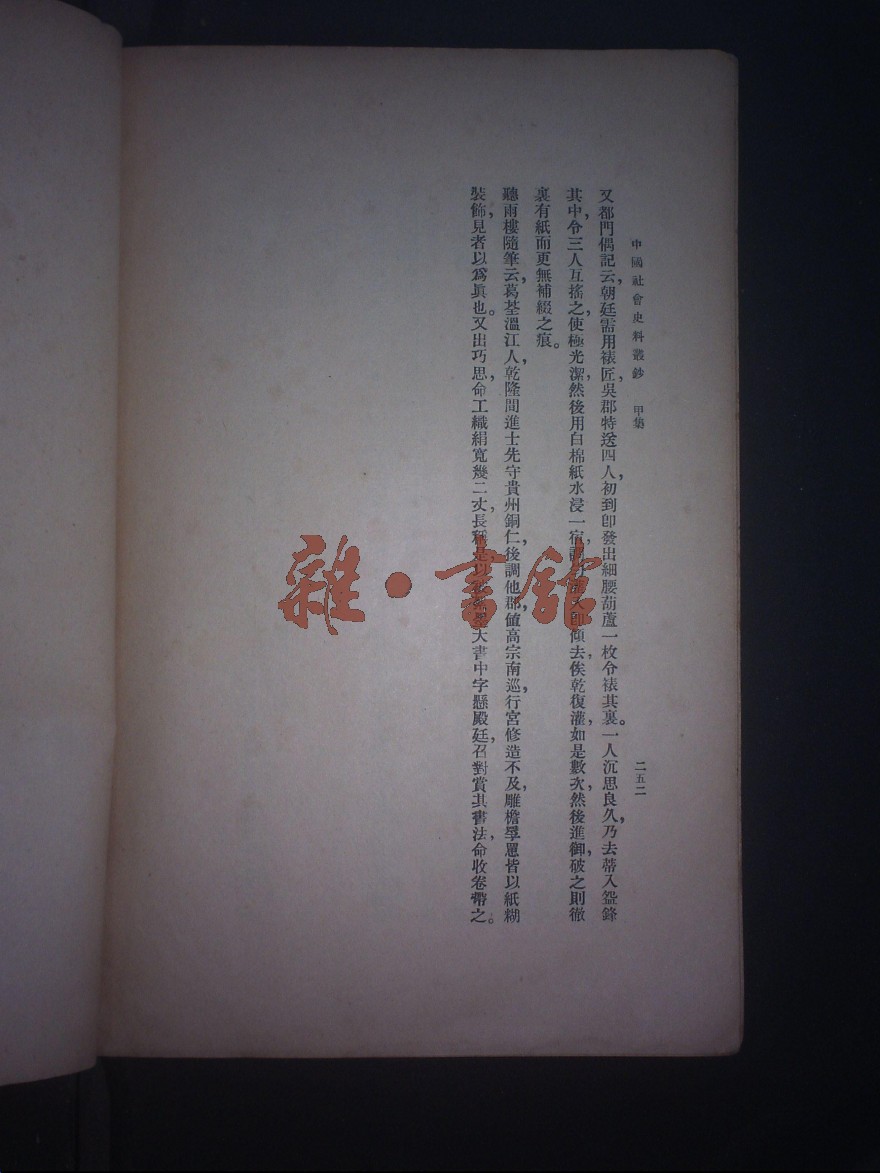 中國社會史料叢鈔 甲集 二五二
又都門偶記云，朝廷需用裱匠，吳郡特送四人，初到卽發出細腰葫蘆一枚令裱其裏。一人沉思良久，乃去蒂入盌鋒
其中，令三人互搖之，使極光潔，然後用白棉紙水浸一宿，傾去，俟乾復灌，如是數次，然後進御，破之則徹
裏有紙而更無補綴之痕。
聽雨樓隨筆云，葛荃溫江人，乾隆間進士，先守貴州銅仁，後調他郡，値高宗南巡，行宮修造不及，雕檐罘罳皆以紙糊
裝飾，見者以爲眞也。又出巧思，命工織絹寬幾二丈，長稱是，以大書中字懸殿廷，召對賞其書法，命收卷帶之。
雜·書館